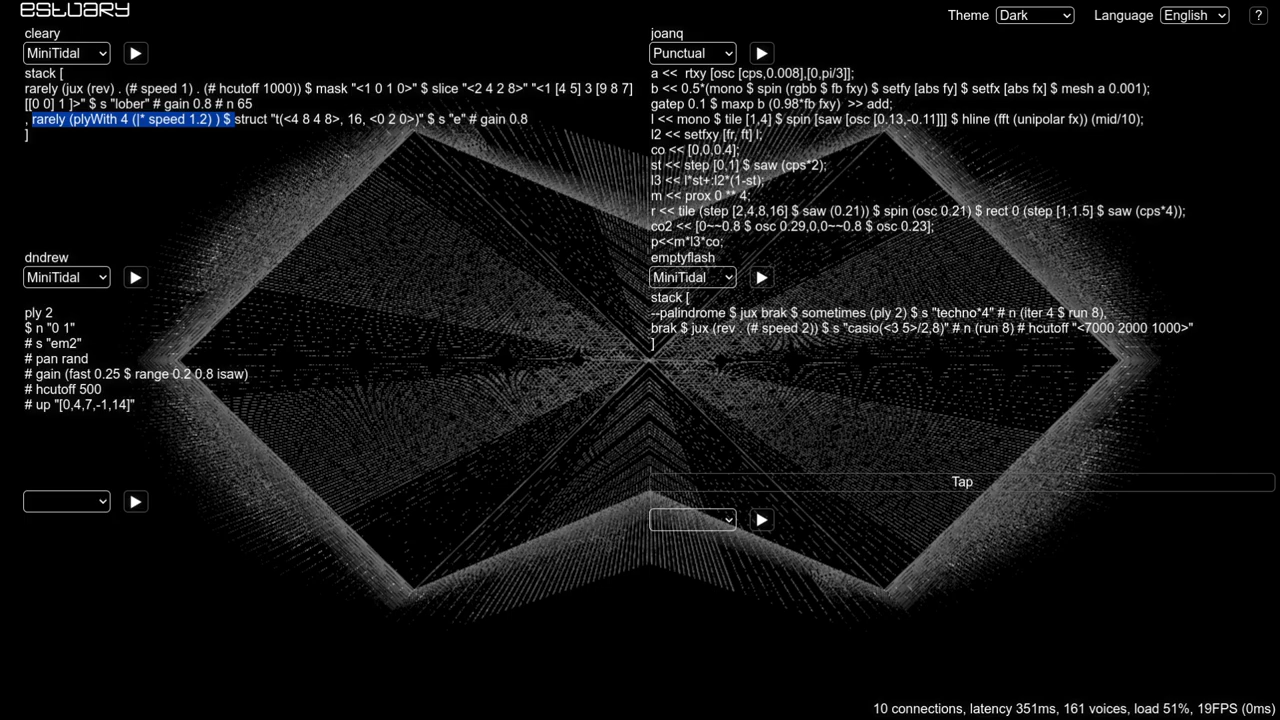 estuary
Theme Dark Language English ?
cleary
MiniTidal
stack [
rarely (jux (rev) . (# speed 1) . (# hcutoff 1000)) $ mask "<1 0 1 0>" $ slice "<2 4 2 8>" "<1 [4 5] 3 [9 8 7]
[[0 0] 1 ]>" $ s "lober" # gain 0.8 # n 65
, rarely (plyWith 4 (|* speed 1.2) ) $ struct "t(<4 8 4 8>, 16, <0 2 0>)" $ s "e" # gain 0.8
]
joanq
Punctual
a << rtxy [osc [cps,0.008],[0,pi/3]];
b << 0.5*(mono $ spin (rgbb $ fb fxy) $ setfy [abs fy] $ setfx [abs fx] $ mesh a 0.001);
gatep 0.1 $ maxp b (0.98*fb fxy) >> add;
l << mono $ tile [1,4] $ spin [saw [osc [0.13,-0.11]]] $ hline (fft (unipolar fx)) (mid/10);
l2 << setfxy [fr, ft] l;
co << [0,0,0.4];
st << step [0,1] $ saw (cps*2);
l3 << l*st+:l2*(1-st);
m << prox 0 ** 4;
r << tile (step [2,4,8,16] $ saw (0.21)) $ spin (osc 0.21) $ rect 0 (step [1,1.5] $ saw (cps*4));
co2 << [0~~0.8 $ osc 0.29,0,0~~0.8 $ osc 0.23];
p<<m*l3*co;
dndrew
MiniTidal
ply 2
$ n "0 1"
# s "em2"
# pan rand
# gain (fast 0.25 $ range 0.2 0.8 isaw)
# hcutoff 500
# up "[0,4,7,-1,14]"
emptyflash
MiniTidal
stack [
--palindrome $ jux brak $ sometimes (ply 2) $ s "techno*4" # n (iter 4 $ run 8),
brak $ jux (rev . (# speed 2)) $ s "casio(<3 5>/2,8)" # n (run 8) # hcutoff "<7000 2000 1000>"
]
Tap
10 connections, latency 351ms, 161 voices, load 51%, 19FPS (0ms)